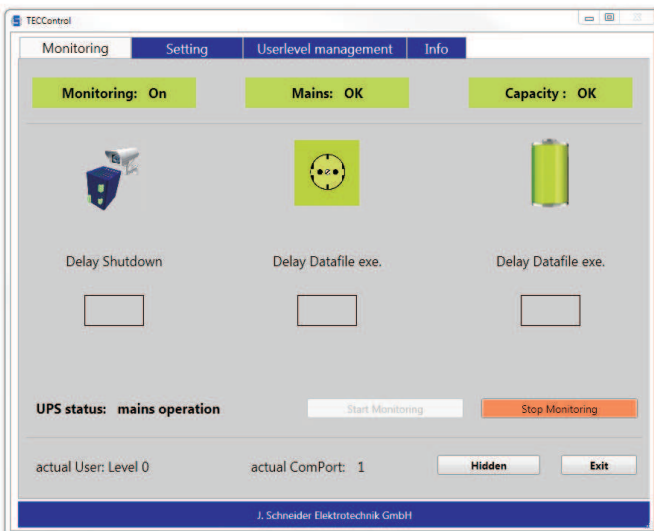 TECControl
Monitoring Setting Userlevel management Info
Monitoring: On Mains: OK Capacity : OK
Delay Shutdown Delay Datafile exe. Delay Datafile exe.
UPS status: mains operation Start Monitoring Stop Monitoring
actual User: Level 0 actual ComPort: 1 Hidden Exit
J. Schneider Elektrotechnik GmbH